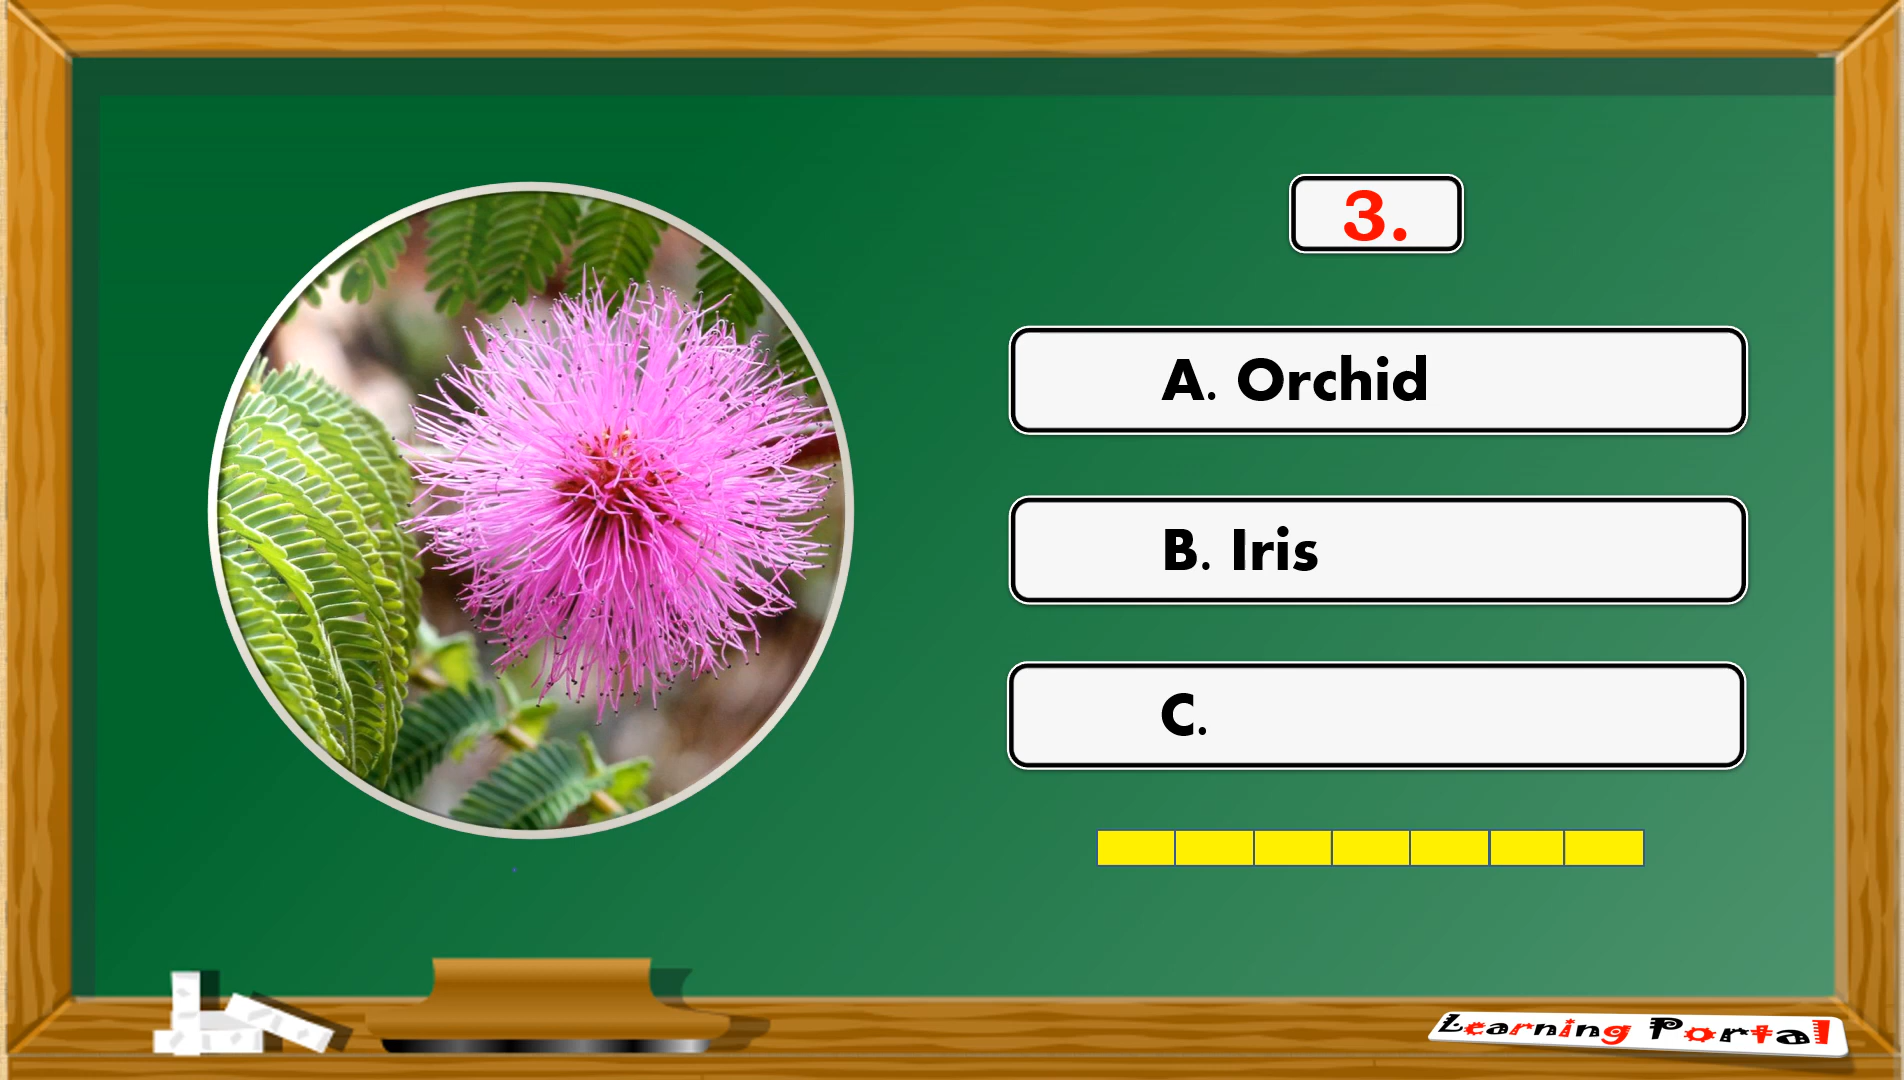 3.
A. Orchid
B. Iris
C.
Learning Portal